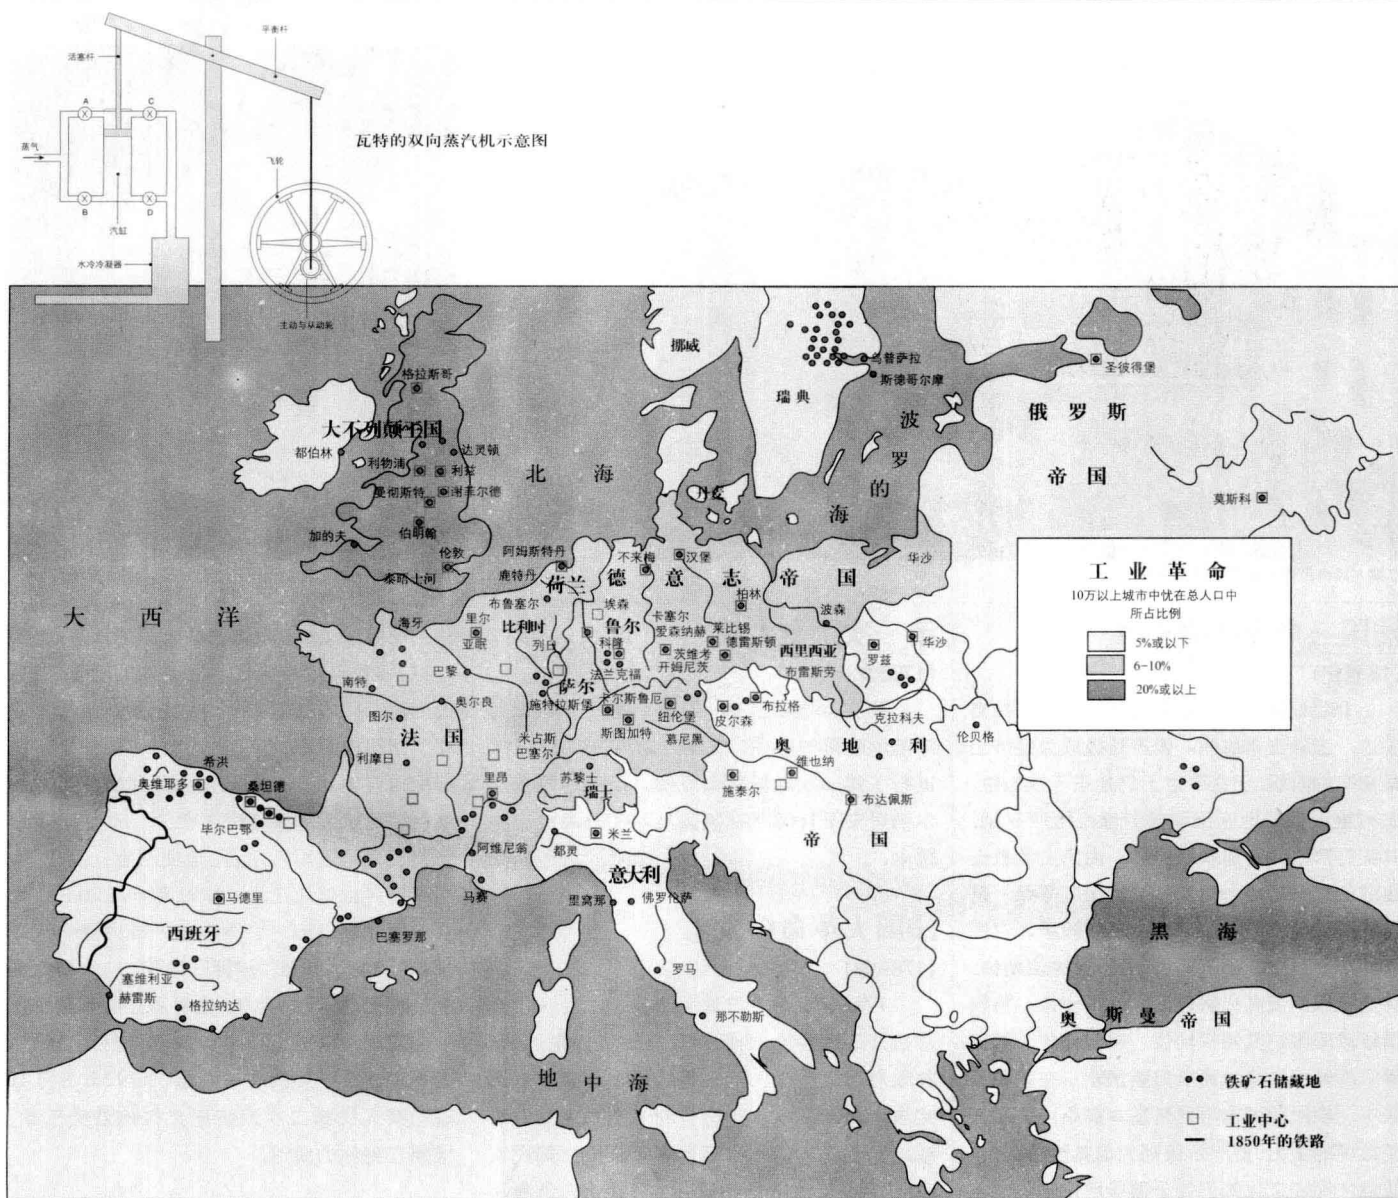 平衡杆
活塞杆
A
C
瓦特的双向蒸汽机示意图
蒸气
飞轮
B
D
汽缸
水冷冷凝器
主动与从动轮
挪威
乌普萨拉
斯德哥尔摩
圣彼得堡
瑞典
格拉斯哥
俄罗斯
帝国
大不列颠王国
都伯林
达灵顿
利物浦
利兹
曼彻斯特
谢菲尔德
北海
波罗的海
丹麦
莫斯科
加的夫
伯明翰
伦敦
泰晤士河
阿姆斯特丹
鹿特丹
荷兰
不来梅
汉堡
德意志帝国
华沙
大西洋
布鲁塞尔
埃森
柏林
波森
海牙
里尔
亚眠
比利时
鲁尔
卡塞尔
爱森纳赫
莱比锡
德雷斯顿
列日
科隆
茨维考
开姆尼茨
西里西亚
布雷斯劳
罗兹
华沙
巴黎
法兰克福
南特
奥尔良
萨尔
施特拉斯堡
卡尔斯鲁厄
纽伦堡
布拉格
皮尔森
克拉科夫
伦贝格
图尔
法国
米占斯
巴塞尔
斯图加特
慕尼黑
奥地利
利摩日
里昂
苏黎士
瑞士
维也纳
施泰尔
布达佩斯
帝国
希洪
奥维耶多
桑坦德
毕尔巴鄂
阿维尼翁
都灵
米兰
意大利
马赛
里窝那
佛罗伦萨
马德里
西班牙
巴塞罗那
罗马
塞维利亚
赫雷斯
格拉纳达
那不勒斯
黑海
奥斯曼帝国
地中海
工业革命
10万以上城市中忧在总人口中
所占比例
5%或以下
6-10%
20%或以上
铁矿石储藏地
工业中心
1850年的铁路